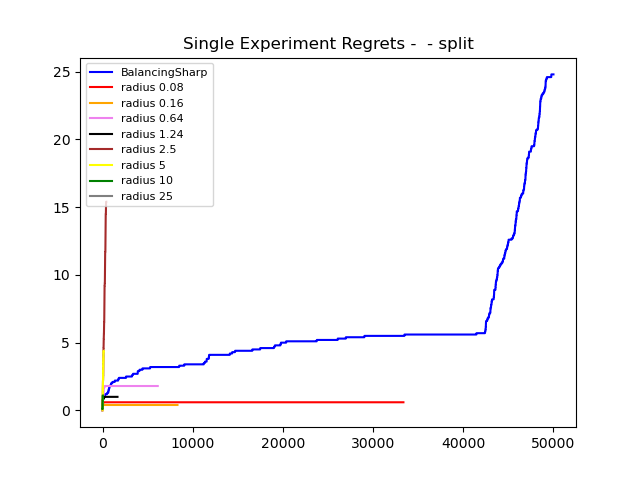 Single Experiment Regrets -  - split
BalancingSharp
radius 0.08
radius 0.16
radius 0.64
radius 1.24
radius 2.5
radius 5
radius 10
radius 25
25
20
15
10
5
0
0 10000 20000 30000 40000 50000